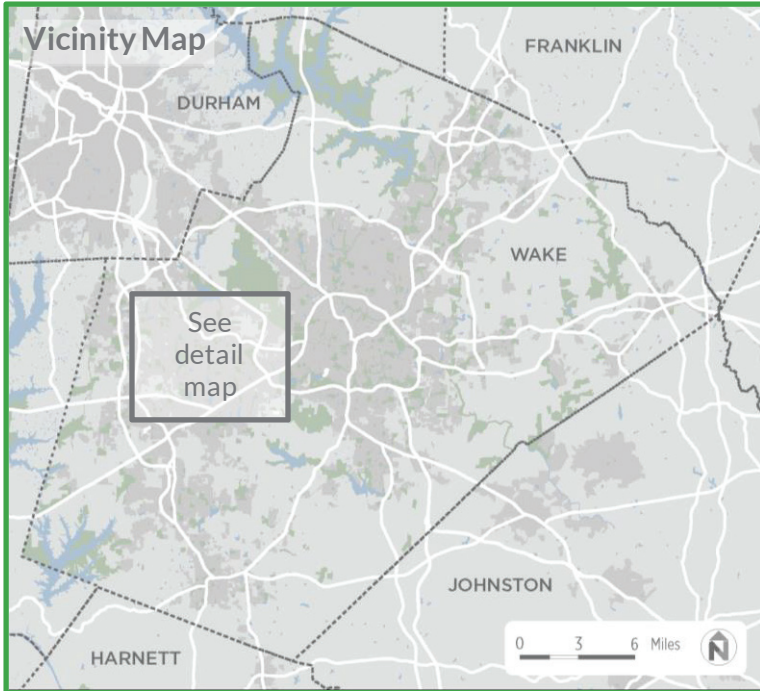 Vicinity Map
FRANKLIN
DURHAM
WAKE
See
detail
map
JOHNSTON
0 3 6 Miles
N
HARNETT